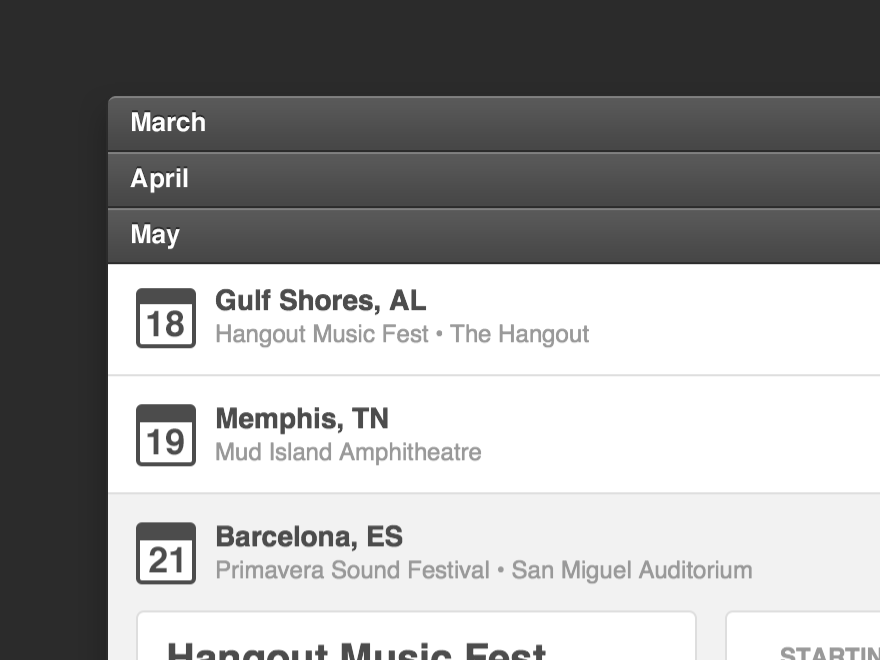 March
April
May
18
Gulf Shores, AL
Hangout Music Fest • The Hangout
19
Memphis, TN
Mud Island Amphitheatre
21
Barcelona, ES
Primavera Sound Festival • San Miguel Auditorium
Hangout Music Fest
STARTIN